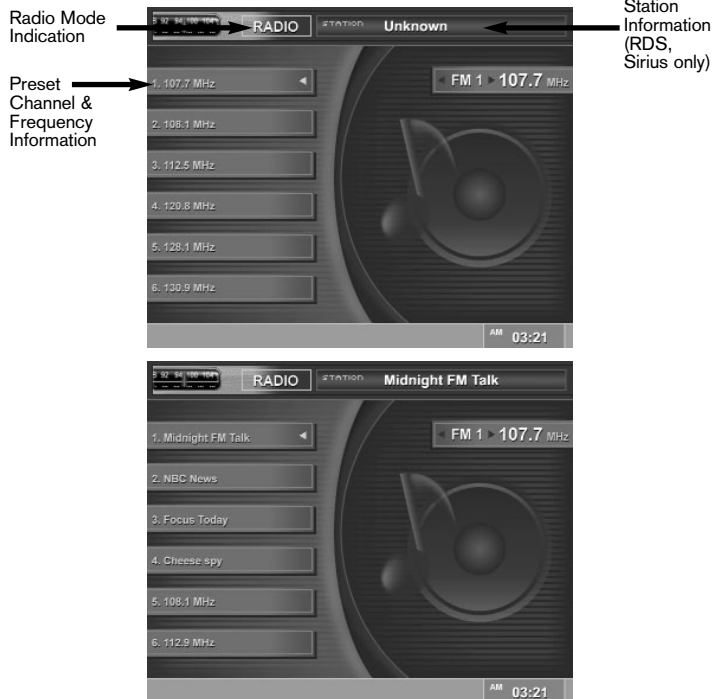 Radio Mode
Indication
Preset
Channel &
Frequency
Information
Station
Information
(RDS,
Sirius only)
RADIO STATION Unknown
1. 107.7 MHz
2. 108.1 MHz
3. 112.5 MHz
4. 120.8 MHz
5. 128.1 MHz
6. 130.9 MHz
FM 1 107.7 MHz
AM 03:21
RADIO STATION Midnight FM Talk
1. Midnight FM Talk
2. NBC News
3. Focus Today
4. Cheese spy
5. 108.1 MHz
6. 112.9 MHz
FM 1 107.7 MHz
AM 03:21